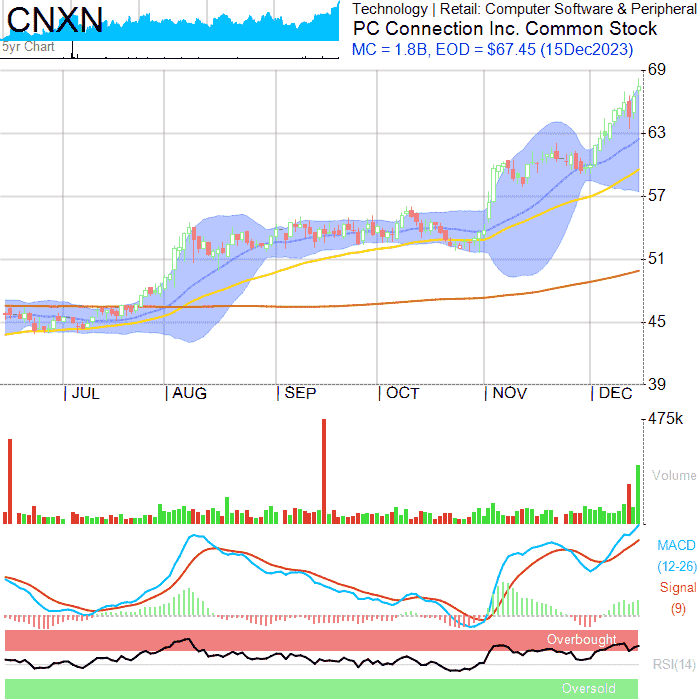 CNXN
5yr Chart
Technology | Retail: Computer Software & Peripheral
PC Connection Inc. Common Stock
MC = 1.8B, EOD = $67.45 (15Dec2023)
69
63
57
51
45
39
| JUL | AUG | SEP | OCT | NOV | DEC
475k
Volume
MACD
(12-26)
Signal
(9)
Overbought
RSI(14)
Oversold